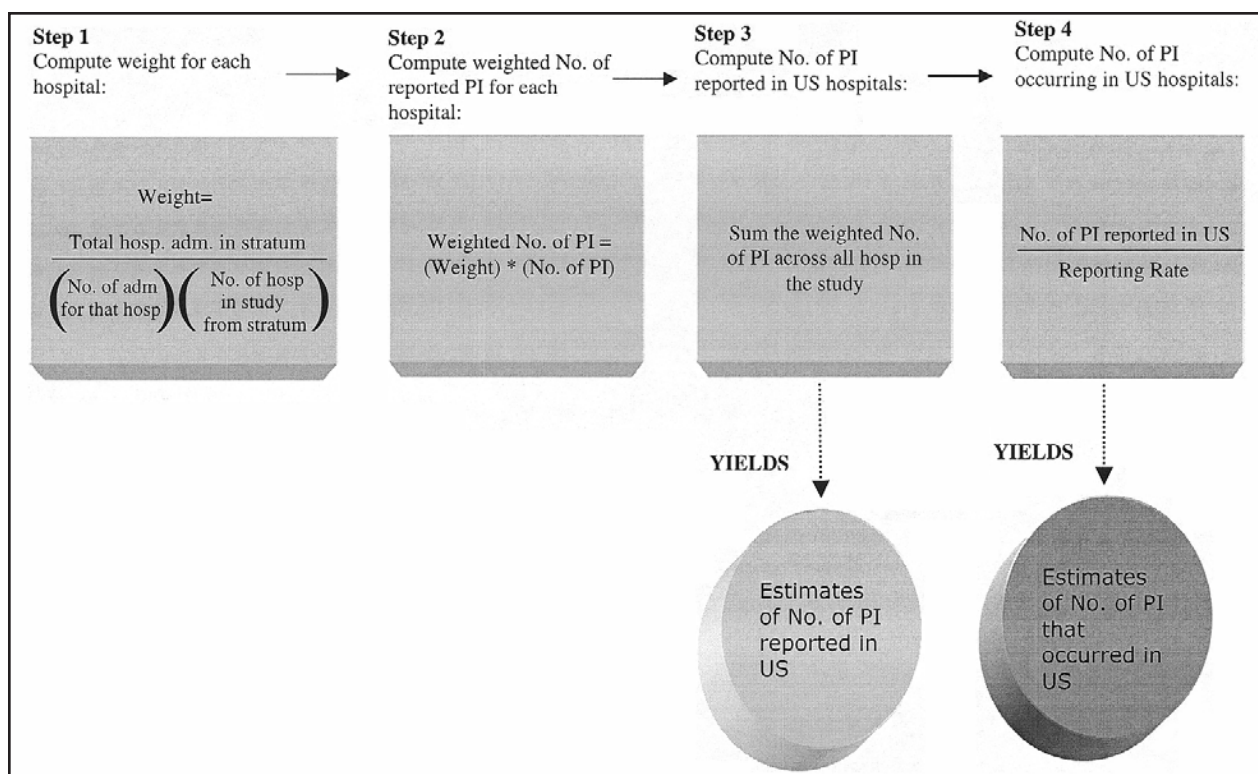 Step 1
Compute weight for each
hospital:
Step 2
Compute weighted No. of
reported PI for each
hospital:
Step 3
Compute No. of PI
reported in US hospitals:
Step 4
Compute No. of PI
occurring in US hospitals:
Weight=
Total hosp. adm. in stratum
(No. of adm
for that hosp)
(No. of hosp
in study
from stratum)
Weighted No. of PI =
(Weight) * (No. of PI)
Sum the weighted No.
of PI across all hosp in
the study
No. of PI reported in US
Reporting Rate
YIELDS
YIELDS
Estimates
of No. of PI
reported in
US
Estimates
of No. of PI
that
occurred in
US